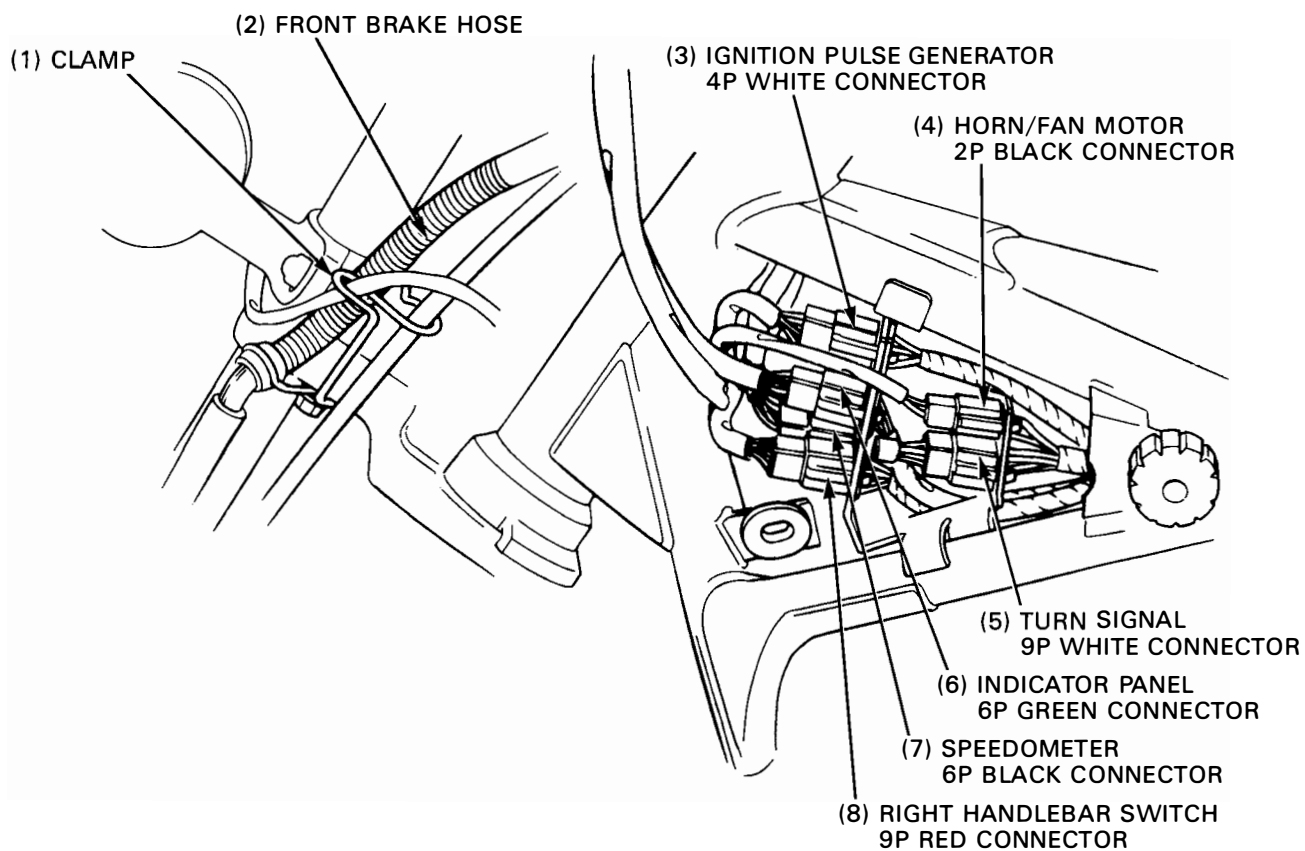 (1) CLAMP
(2) FRONT BRAKE HOSE
(3) IGNITION PULSE GENERATOR
4P WHITE CONNECTOR
(4) HORN/FAN MOTOR
2P BLACK CONNECTOR
(5) TURN SIGNAL
9P WHITE CONNECTOR
(6) INDICATOR PANEL
6P GREEN CONNECTOR
(7) SPEEDOMETER
6P BLACK CONNECTOR
(8) RIGHT HANDLEBAR SWITCH
9P RED CONNECTOR